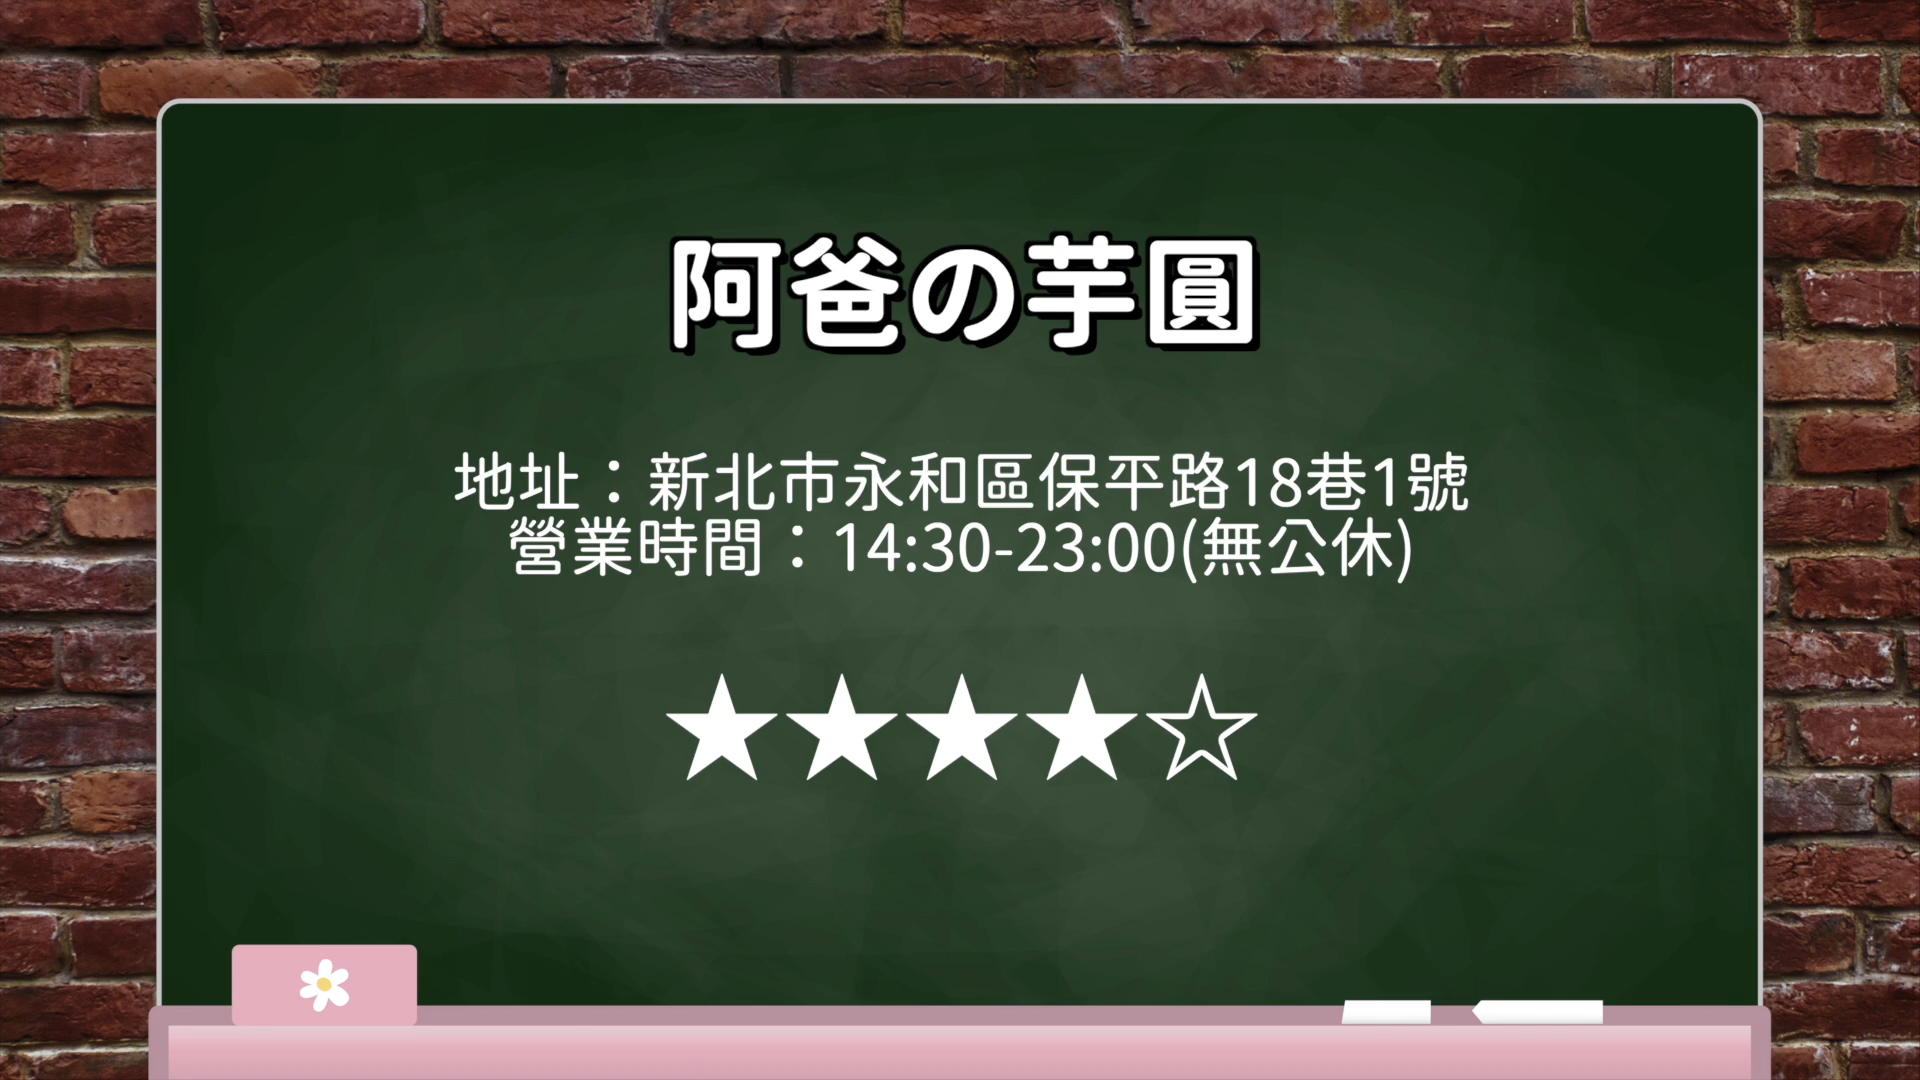 阿爸の芋圓
地址：新北市永和區保平路18巷1號
營業時間：14:30-23:00(無公休)
★★★★☆